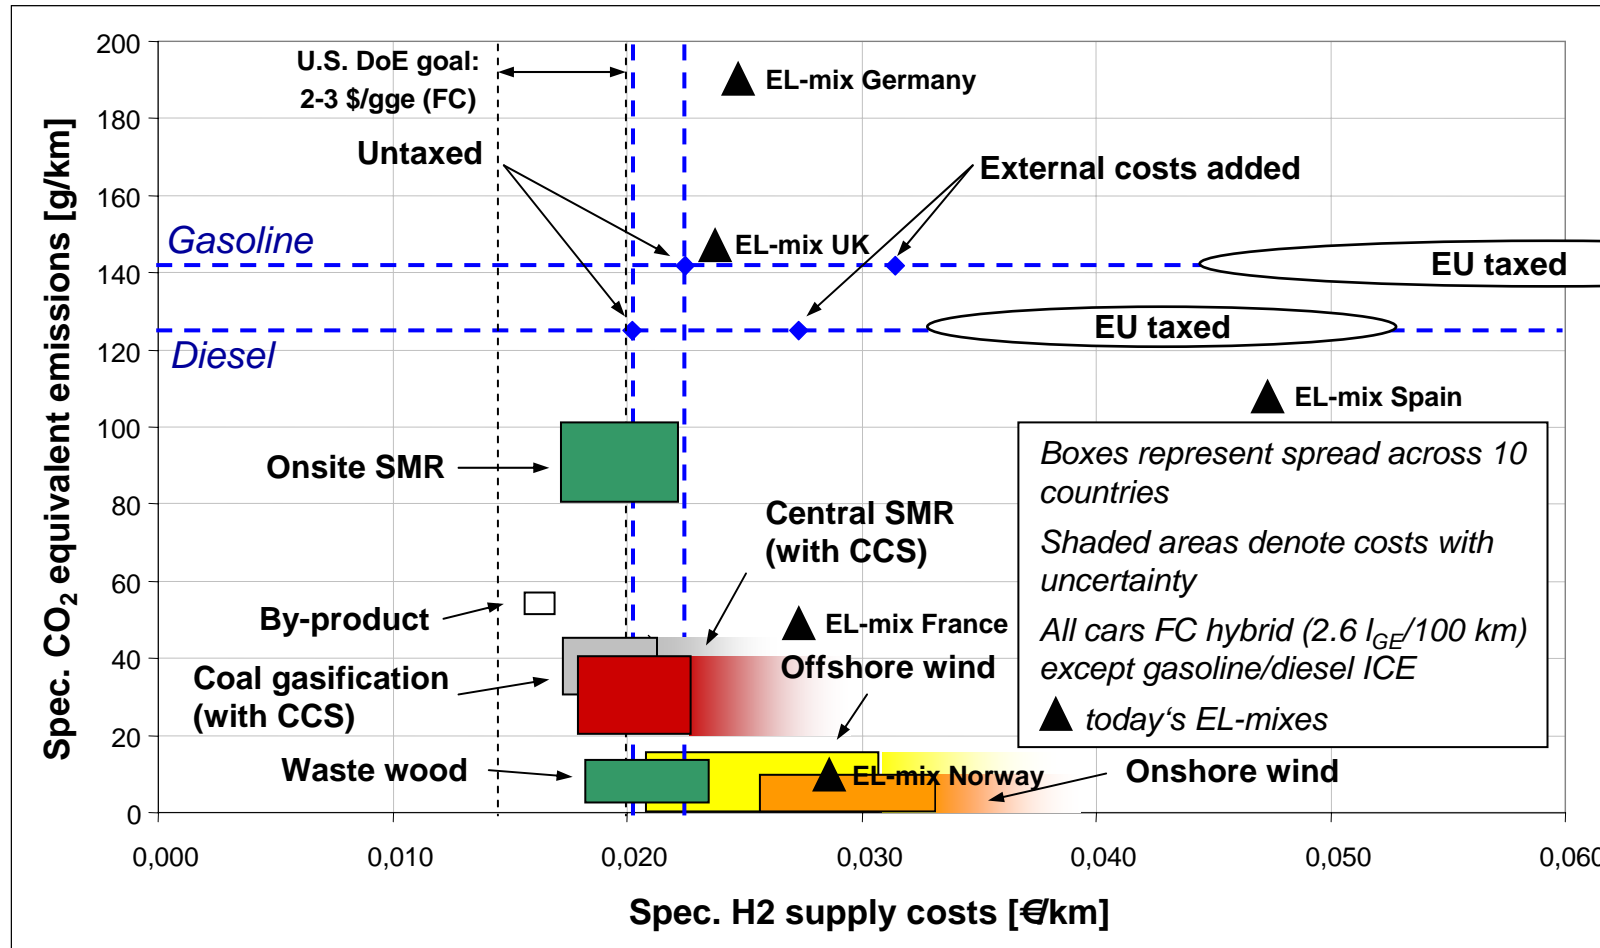 200
180
160
140
120
100
80
60
40
20
0
Spec. CO2 equivalent emissions [g/km]
U.S. DoE goal:
2-3 $/gge (FC)
EL-mix Germany
Untaxed
External costs added
Gasoline
EL-mix UK
EU taxed
Diesel
EU taxed
EL-mix Spain
Onsite SMR
Boxes represent spread across 10
countries
Shaded areas denote costs with
uncertainty
All cars FC hybrid (2.6 lGE/100 km)
except gasoline/diesel ICE
today‘s EL-mixes
Central SMR
(with CCS)
By-product
EL-mix France
Offshore wind
Coal gasification
(with CCS)
Waste wood
EL-mix Norway
Onshore wind
0,000 0,010 0,020 0,030 0,040 0,050 0,060
Spec. H2 supply costs [€/km]